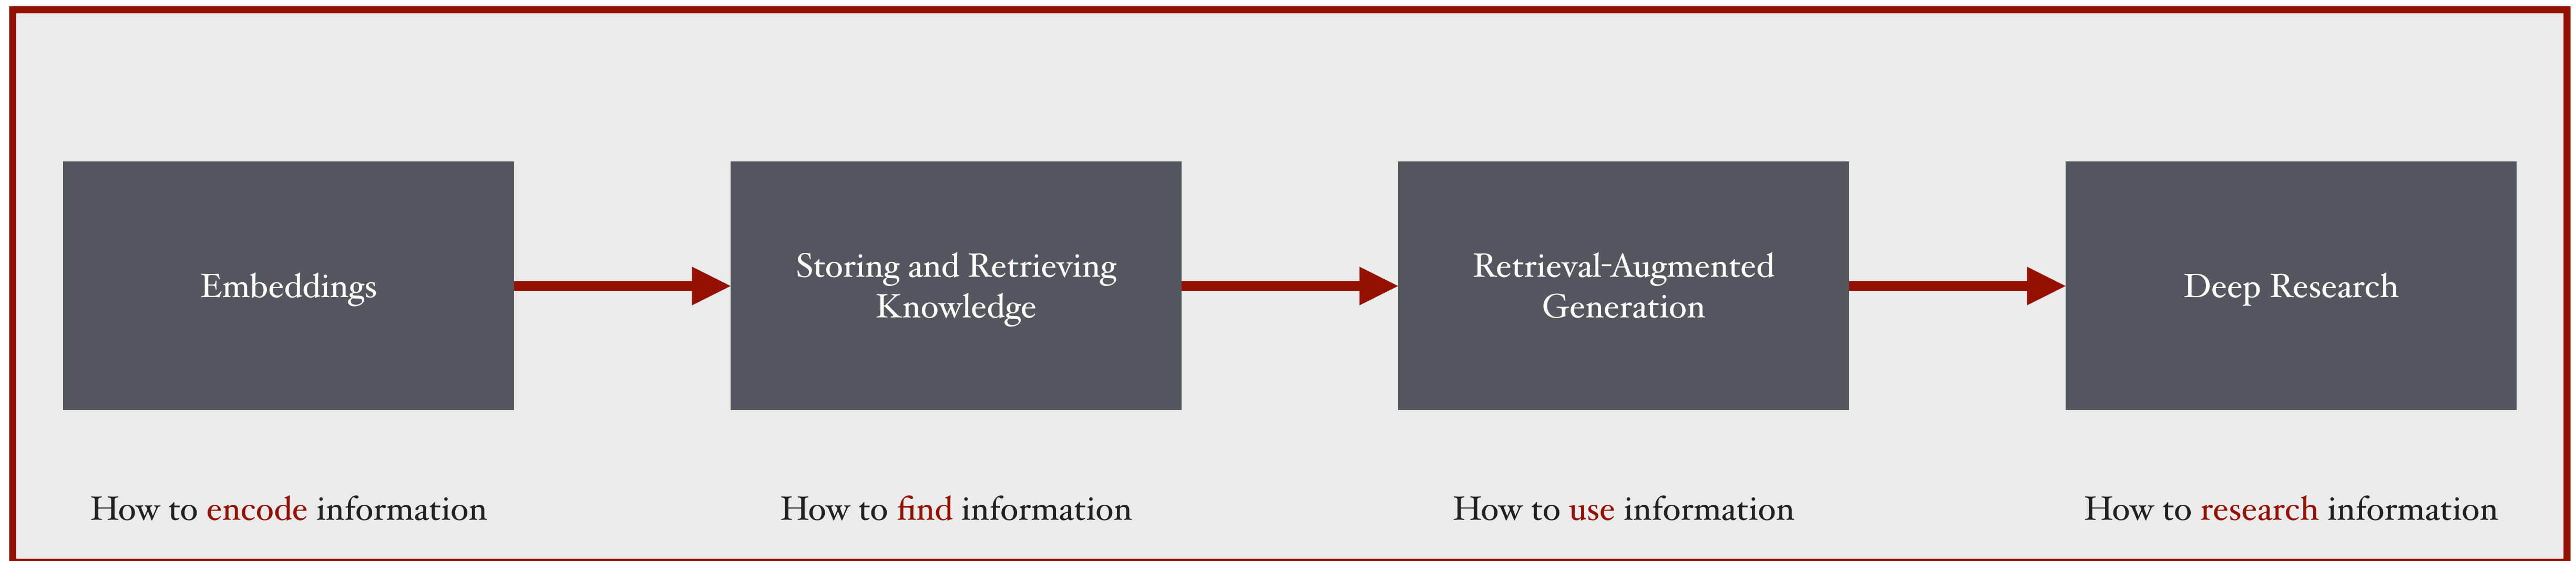 Embeddings
Storing and Retrieving
Knowledge
Retrieval-Augmented
Generation
Deep Research
How to encode information
How to find information
How to use information
How to research information